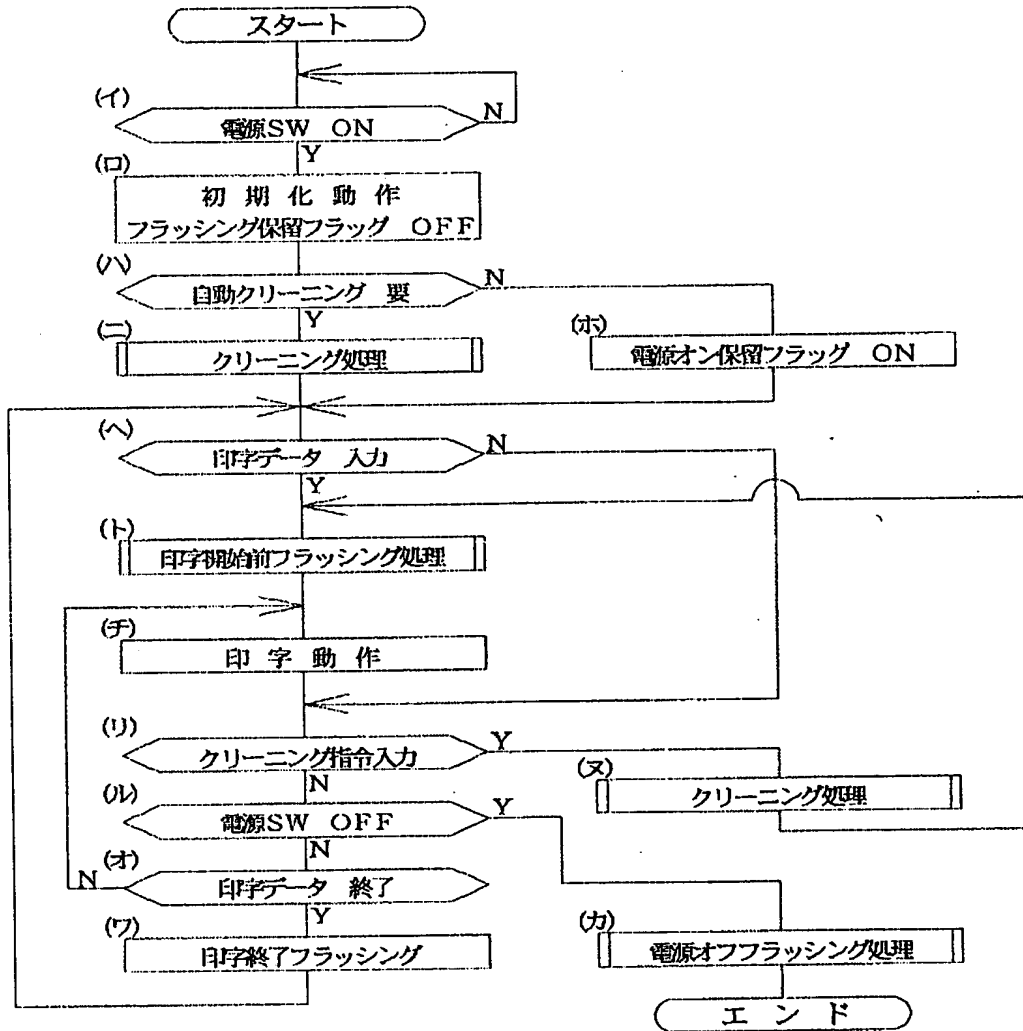 スタート
(イ)
電源SW ON
N
Y
(ロ)
初期化動作
フラッシング保留フラッグ OFF
(ハ)
自動クリーニング 要
N
Y
(ニ)
クリーニング処理
(ホ)
電源オン保留フラッグ ON
(ヘ)
印字データ 入力
N
Y
(ト)
印字開始前フラッシング処理
(チ)
印字動作
(リ)
クリーニング指令入力
Y
N
(ヌ)
クリーニング処理
(ル)
電源SW OFF
Y
N
(オ)
印字データ 終了
N
Y
(ワ)
印字終了フラッシング
(カ)
電源オフフラッシング処理
エンド